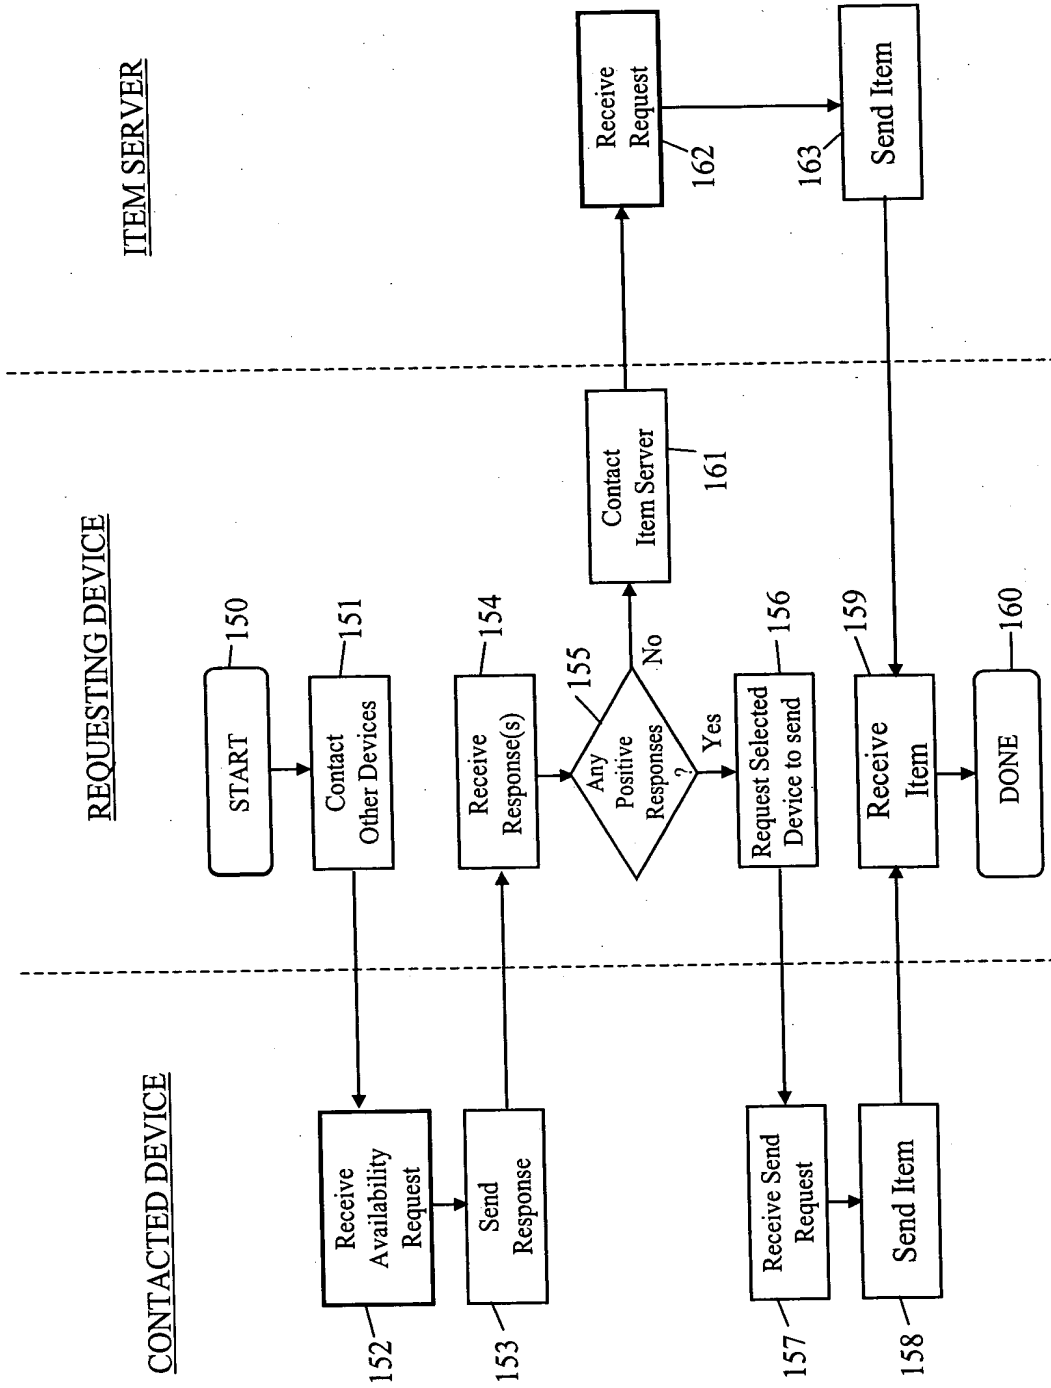 CONTACTED DEVICE
REQUESTING DEVICE
ITEM SERVER
START
150
Contact
Other Devices
151
Receive
Availability
Request
152
Send
Response
153
Receive
Response(s)
154
Any
Positive
Responses
?
155
No
Yes
Contact
Item Server
161
Receive
Request
162
Request Selected
Device to send
156
Receive Send
Request
157
Send Item
158
Send Item
163
Receive
Item
159
DONE
160